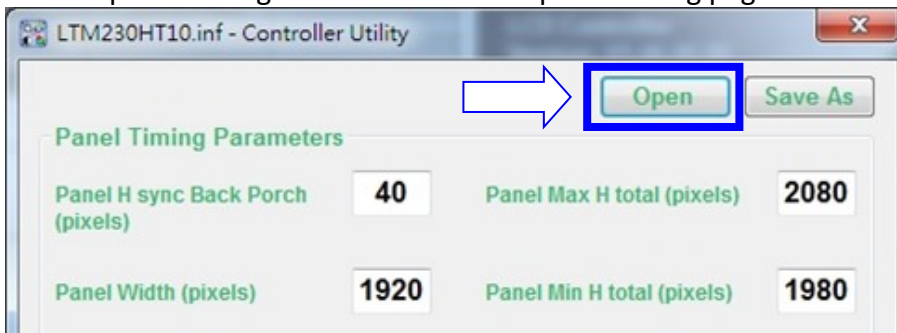 LTM230HT10.inf - Controller Utility
Open Save As
Panel Timing Parameters
Panel H sync Back Porch (pixels) 40 Panel Max H total (pixels) 2080
Panel Width (pixels) 1920 Panel Min H total (pixels) 1980